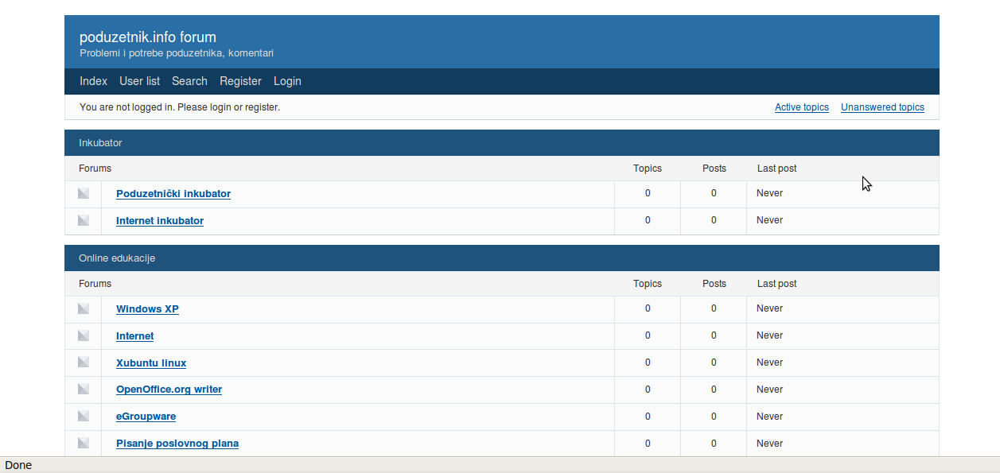 poduzetnik.info forum
Problemi i potrebe poduzetnika, komentari
Index User list Search Register Login
You are not logged in. Please login or register. Active topics Unanswered topics
Inkubator
Forums Topics Posts Last post
Poduzetnički inkubator 0 0 Never
Internet inkubator 0 0 Never
Online edukacije
Forums Topics Posts Last post
Windows XP 0 0 Never
Internet 0 0 Never
Xubuntu linux 0 0 Never
OpenOffice.org writer 0 0 Never
eGroupware 0 0 Never
Pisanje poslovnog plana 0 0 Never
Done